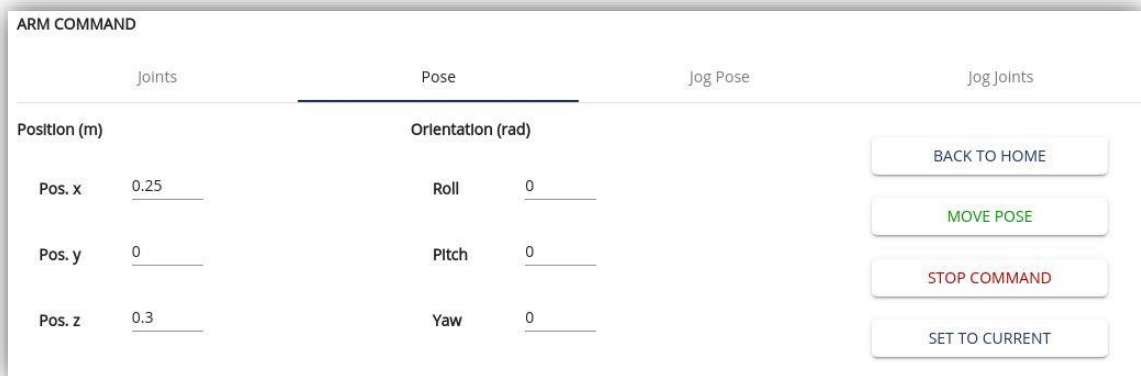 ARM COMMAND
Joints Pose Jog Pose Jog Joints
Position (m) Orientation (rad)
BACK TO HOME
Pos. x 0.25 Roll 0
MOVE POSE
Pos. y 0 Pitch 0
STOP COMMAND
Pos. z 0.3 Yaw 0
SET TO CURRENT